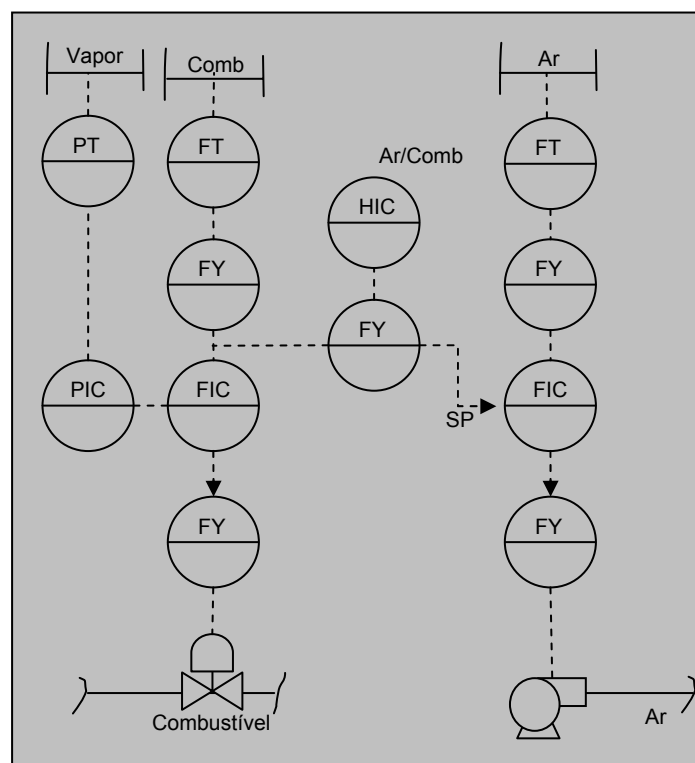 Vapor
Comb
Ar
PT
FT
FT
Ar/Comb
HIC
FY
FY
FY
PIC
FIC
FIC
SP
FY
FY
Combustível
Ar